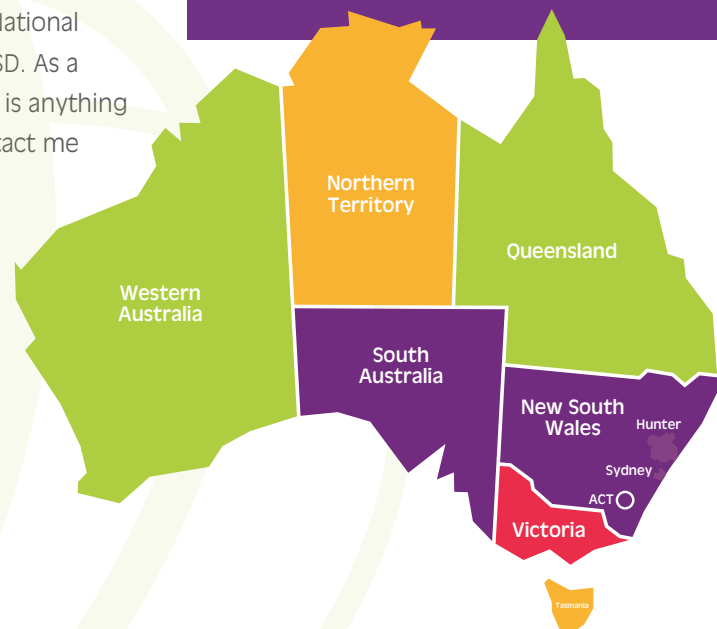 National
SD. As a
is anything
tact me
Northern
Territory
Queensland
Western
Australia
South
Australia
New South
Wales
Hunter
Sydney
ACT
Victoria
Tasmania